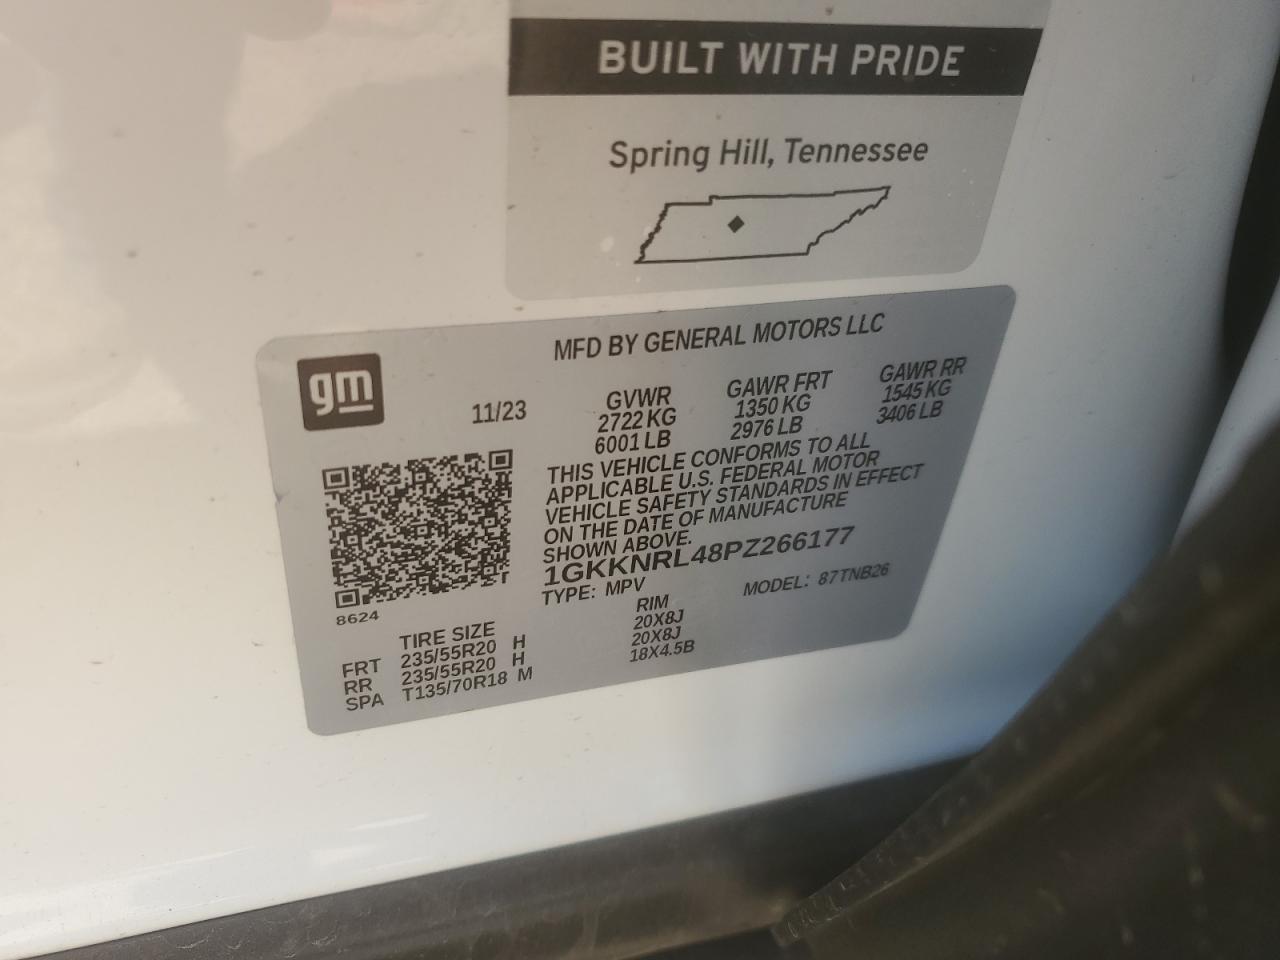 BUILT WITH PRIDE
Spring Hill, Tennessee
gm
MFD BY GENERAL MOTORS LLC
11/23
GVWR
2722 KG
6001 LB
GAWR FRT
1350 KG
2976 LB
GAWR RR
1545 KG
3406 LB
THIS VEHICLE CONFORMS TO ALL
APPLICABLE U.S. FEDERAL MOTOR
VEHICLE SAFETY STANDARDS IN EFFECT
ON THE DATE OF MANUFACTURE
SHOWN ABOVE.
1GKKNRL48PZ266177
TYPE: MPV MODEL: 87TNB26
8624
TIRE SIZE RIM
FRT 235/55R20 H 20X8J
RR 235/55R20 H 20X8J
SPA T135/70R18 M 18X4.5B